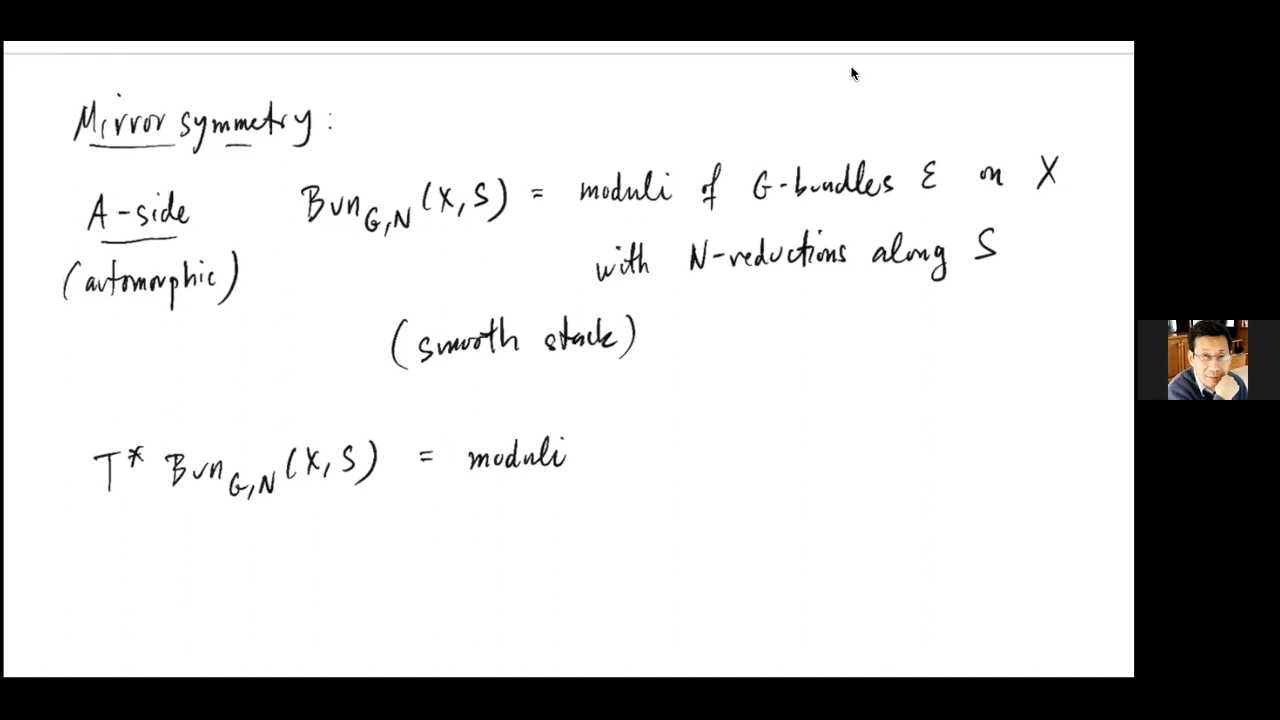 Mirror symmetry:
A-side Bun_{G,N}(X,S) = moduli of G-bundles ε on X
(automorphic) with N-reductions along S
(smooth stack)
T* Bun_{G,N}(X,S) = moduli